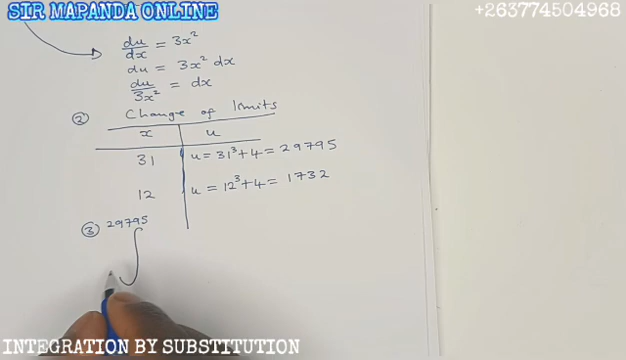 SIR MAPANDA ONLINE
+263774504968
du/dx = 3x²
du = 3x² dx
du/3x² = dx
② Change of limits
x u
31 u = 31³ + 4 = 29795
12 u = 12³ + 4 = 1732
③ 29795
∫
INTEGRATION BY SUBSTITUTION